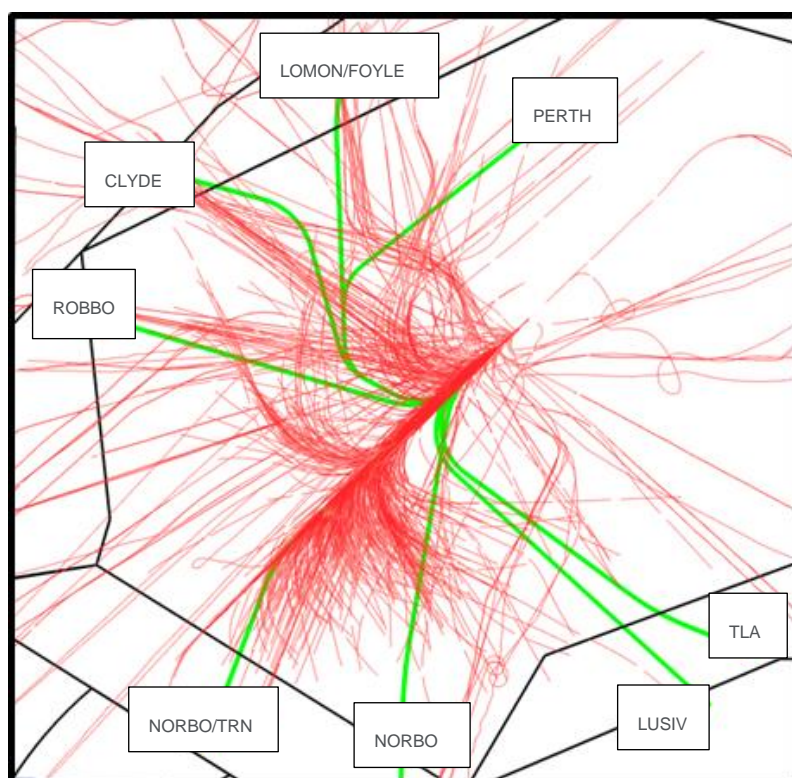 LOMON/FOYLE
PERTH
CLYDE
ROBBO
TLA
NORBO/TRN
LUSIV
NORBO